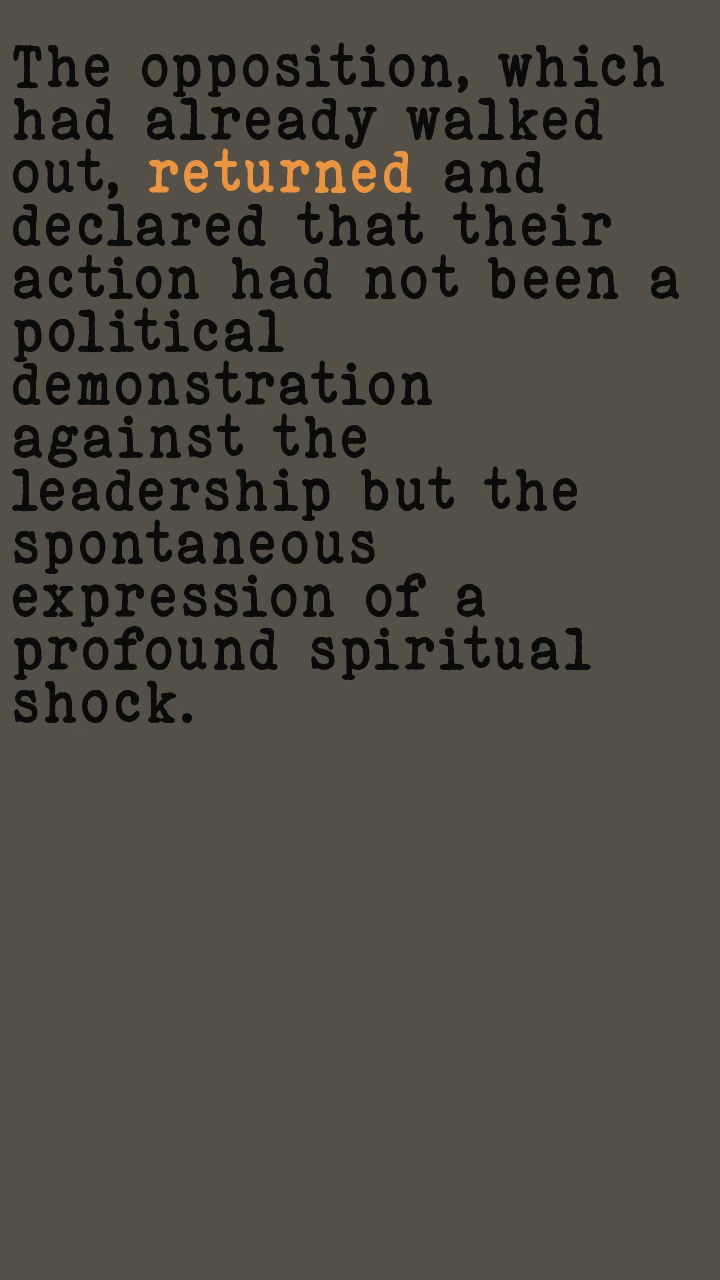 The opposition, which
had already walked
out, returned and
declared that their
action had not been a
political
demonstration
against the
leadership but the
spontaneous
expression of a
profound spiritual
shock.